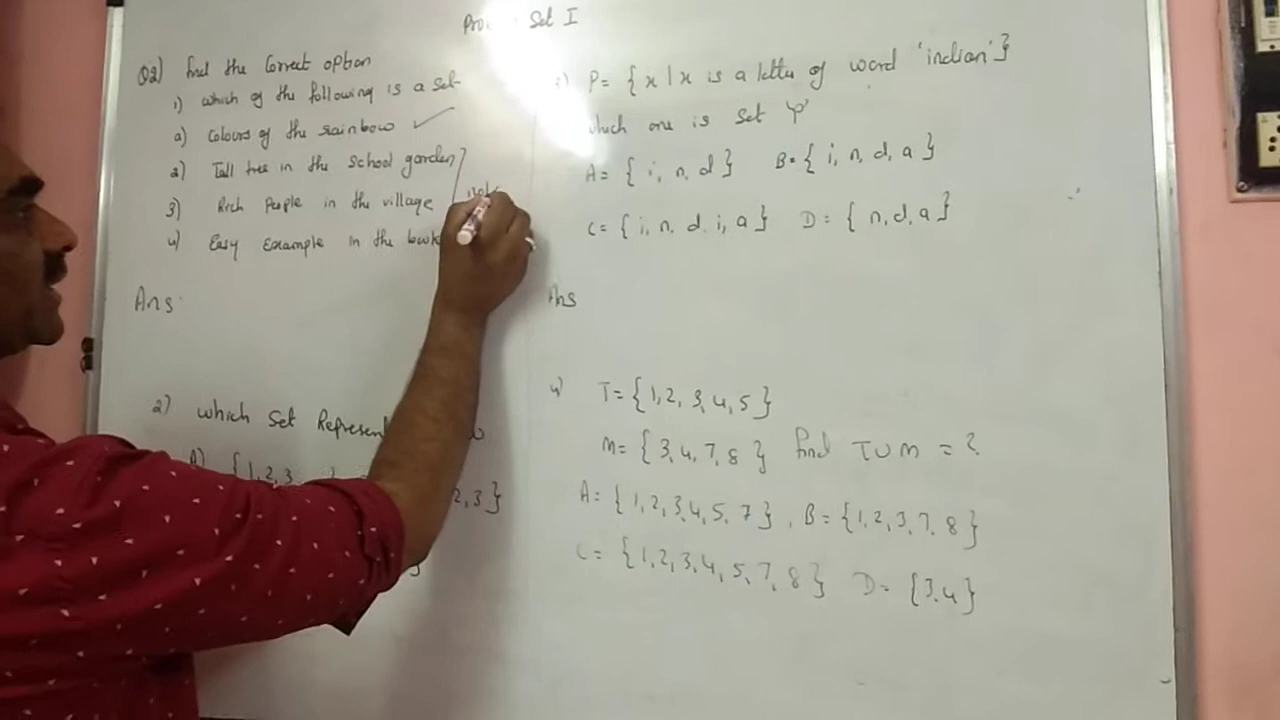 Set I
Q2) find the Correct option
1) which of the following is a set
a) Colours of the rainbow ✓
2) Tall tree in the School garden
3) Rich People in the village
4) Easy Example in the book
Ans:
2) which Set Represent
A) {1,2,3
2,3}
P= { x | x is a letter of word 'indian'}
which one is set 'P'
A= { i, n, d } B= { i, n, d, a }
C= { i, n, d, i, a } D= { n, d, a }
Ans
4) T= {1,2,3,4,5}
M= {3,4,7,8} find T∪M = ?
A= {1,2,3,4,5,7}, B= {1,2,3,7,8}
C= {1,2,3,4,5,7,8} D= {3,4}